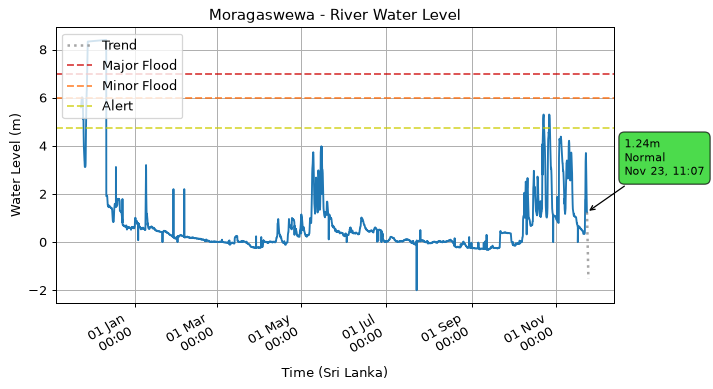 Moragaswewa - River Water Level
Trend
Major Flood
Minor Flood
Alert
8
6
4
2
0
−2
Water Level (m)
1.24m
Normal
Nov 23, 11:07
01 Jan
00:00
01 Mar
00:00
01 May
00:00
01 Jul
00:00
01 Sep
00:00
01 Nov
00:00
Time (Sri Lanka)